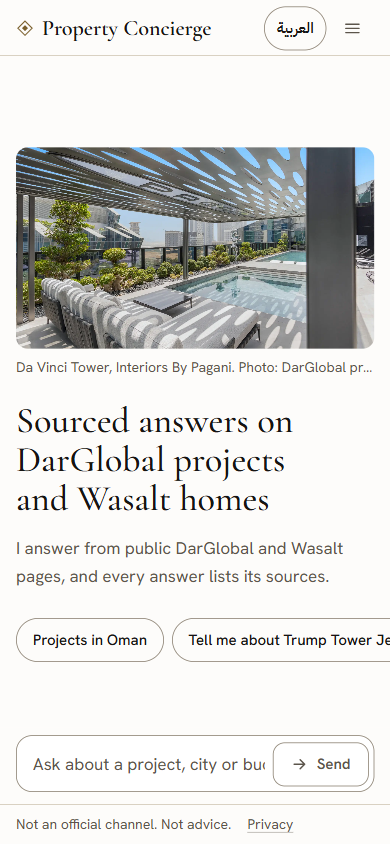 Property Concierge
العربية
Da Vinci Tower, Interiors By Pagani. Photo: DarGlobal pr...
Sourced answers on
DarGlobal projects
and Wasalt homes
I answer from public DarGlobal and Wasalt
pages, and every answer lists its sources.
Projects in Oman
Tell me about Trump Tower Je
Ask about a project, city or bu
Send
Not an official channel. Not advice.
Privacy